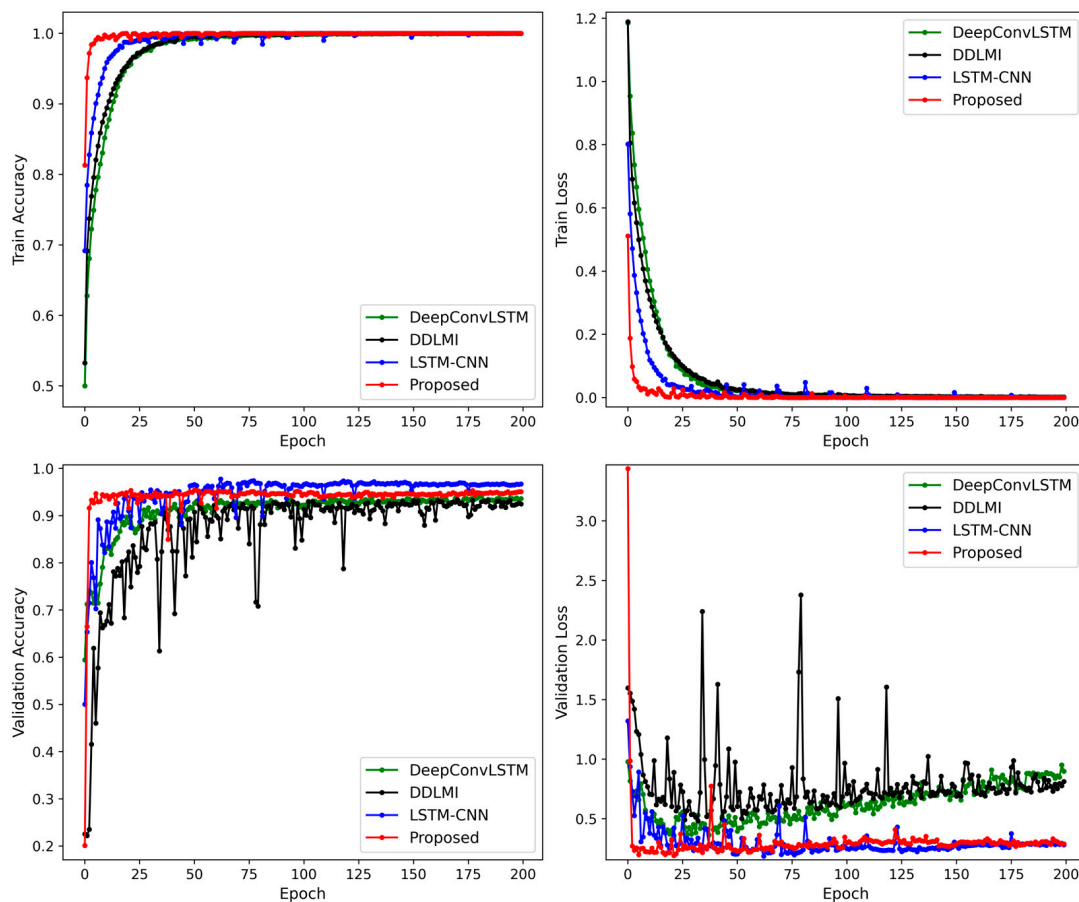 1.0
0.9
0.8
0.7
0.6
0.5
Train Accuracy
0 25 50 75 100 125 150 175 200
Epoch
DeepConvLSTM
DDLMI
LSTM-CNN
Proposed
1.2
1.0
0.8
0.6
0.4
0.2
0.0
Train Loss
0 25 50 75 100 125 150 175 200
Epoch
DeepConvLSTM
DDLMI
LSTM-CNN
Proposed
1.0
0.9
0.8
0.7
0.6
0.5
0.4
0.3
0.2
Validation Accuracy
0 25 50 75 100 125 150 175 200
Epoch
DeepConvLSTM
DDLMI
LSTM-CNN
Proposed
3.0
2.5
2.0
1.5
1.0
0.5
Validation Loss
0 25 50 75 100 125 150 175 200
Epoch
DeepConvLSTM
DDLMI
LSTM-CNN
Proposed